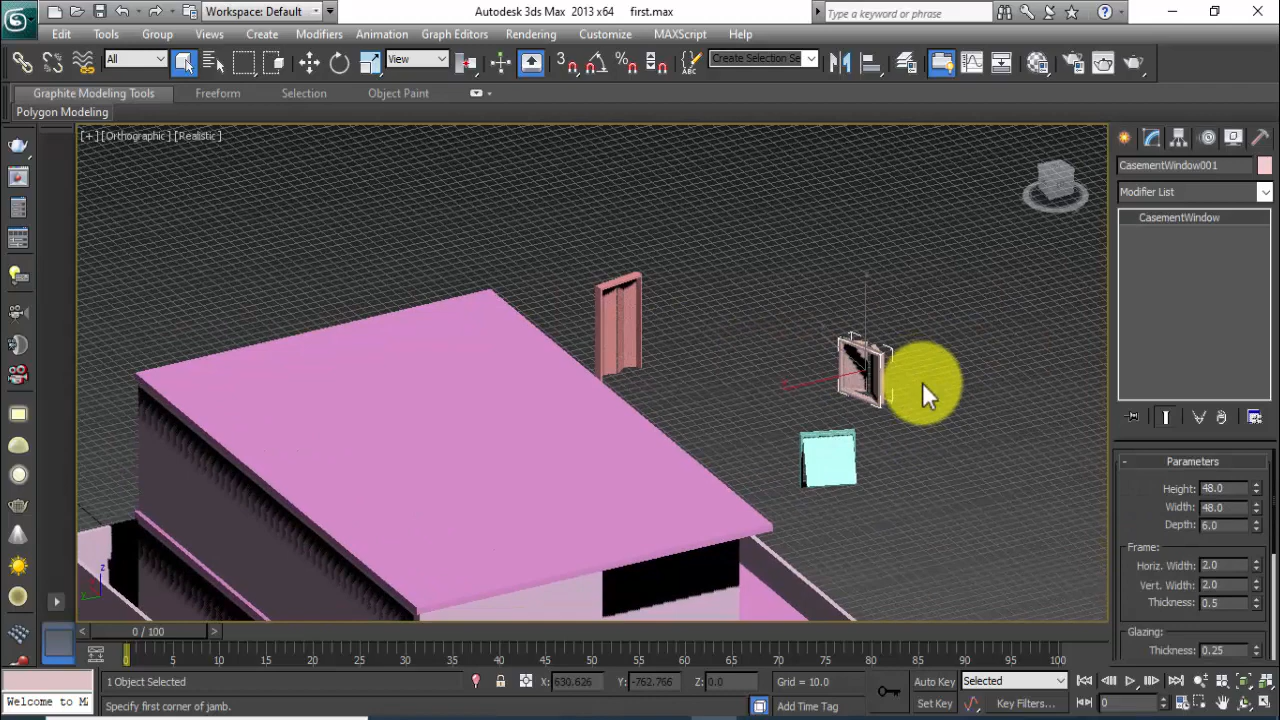 Workspace: Default
Autodesk 3ds Max 2013 x64 first.max
Type a keyword or phrase
Edit Tools Group Views Create Modifiers Animation Graph Editors Rendering Customize MAXScript Help
All
View
3
Create Selection Se
Graphite Modeling Tools Freeform Selection Object Paint
Polygon Modeling
[+] [Orthographic] [Realistic]
CasementWindow001
Modifier List
CasementWindow
- Parameters
Height: 48.0
Width: 48.0
Depth: 6.0
Frame:
Horiz. Width: 2.0
Vert. Width: 2.0
Thickness: 0.5
Glazing:
Thickness: 0.25
z
y
< 0 / 100 >
0 5 10 15 20 25 30 35 40 45 50 55 60 65 70 75 80 85 90 95 100
1 Object Selected
X: 630.626 Y: -762.766 Z: 0.0 Grid = 10.0
Auto Key Selected
Welcome to M
Specify first corner of jamb.
Add Time Tag
Set Key Key Filters... 0